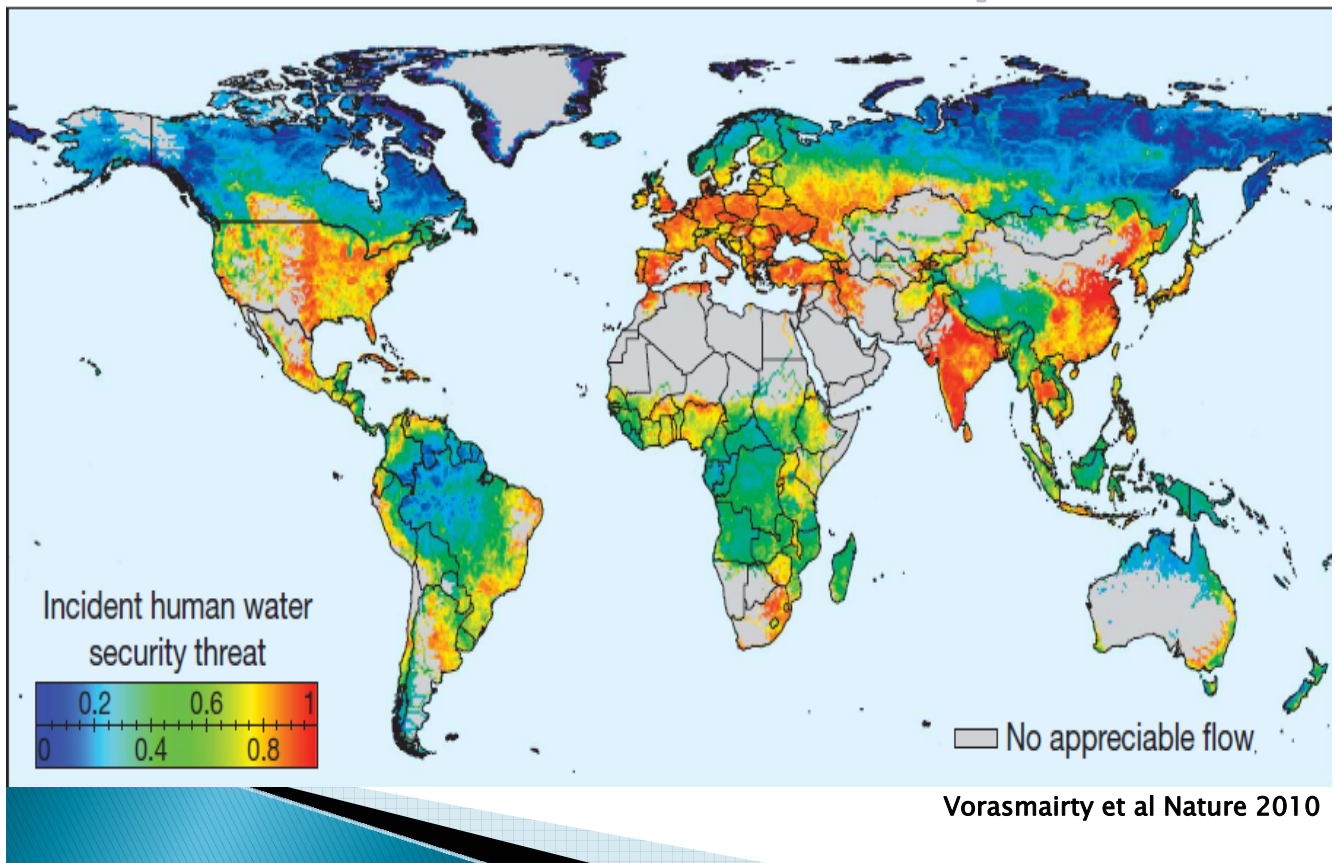 Incident human water
security threat
0.2 0.6 1
0 0.4 0.8
No appreciable flow
Vorasmairty et al Nature 2010